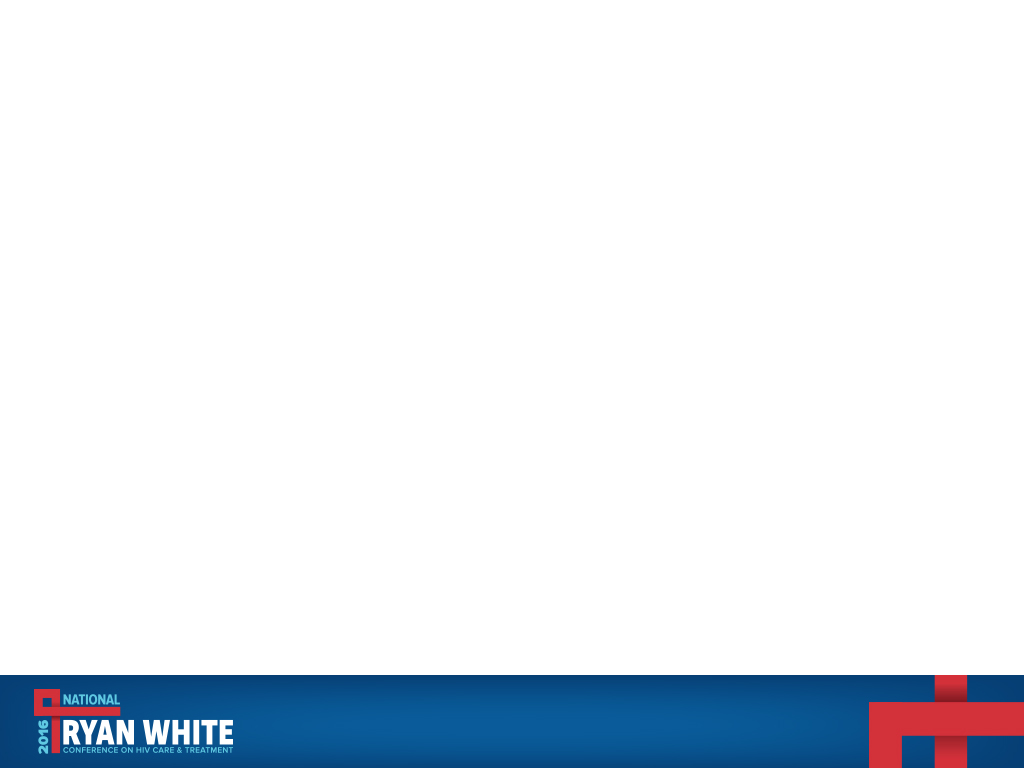 NATIONAL
2016
RYAN WHITE
CONFERENCE ON HIV CARE & TREATMENT